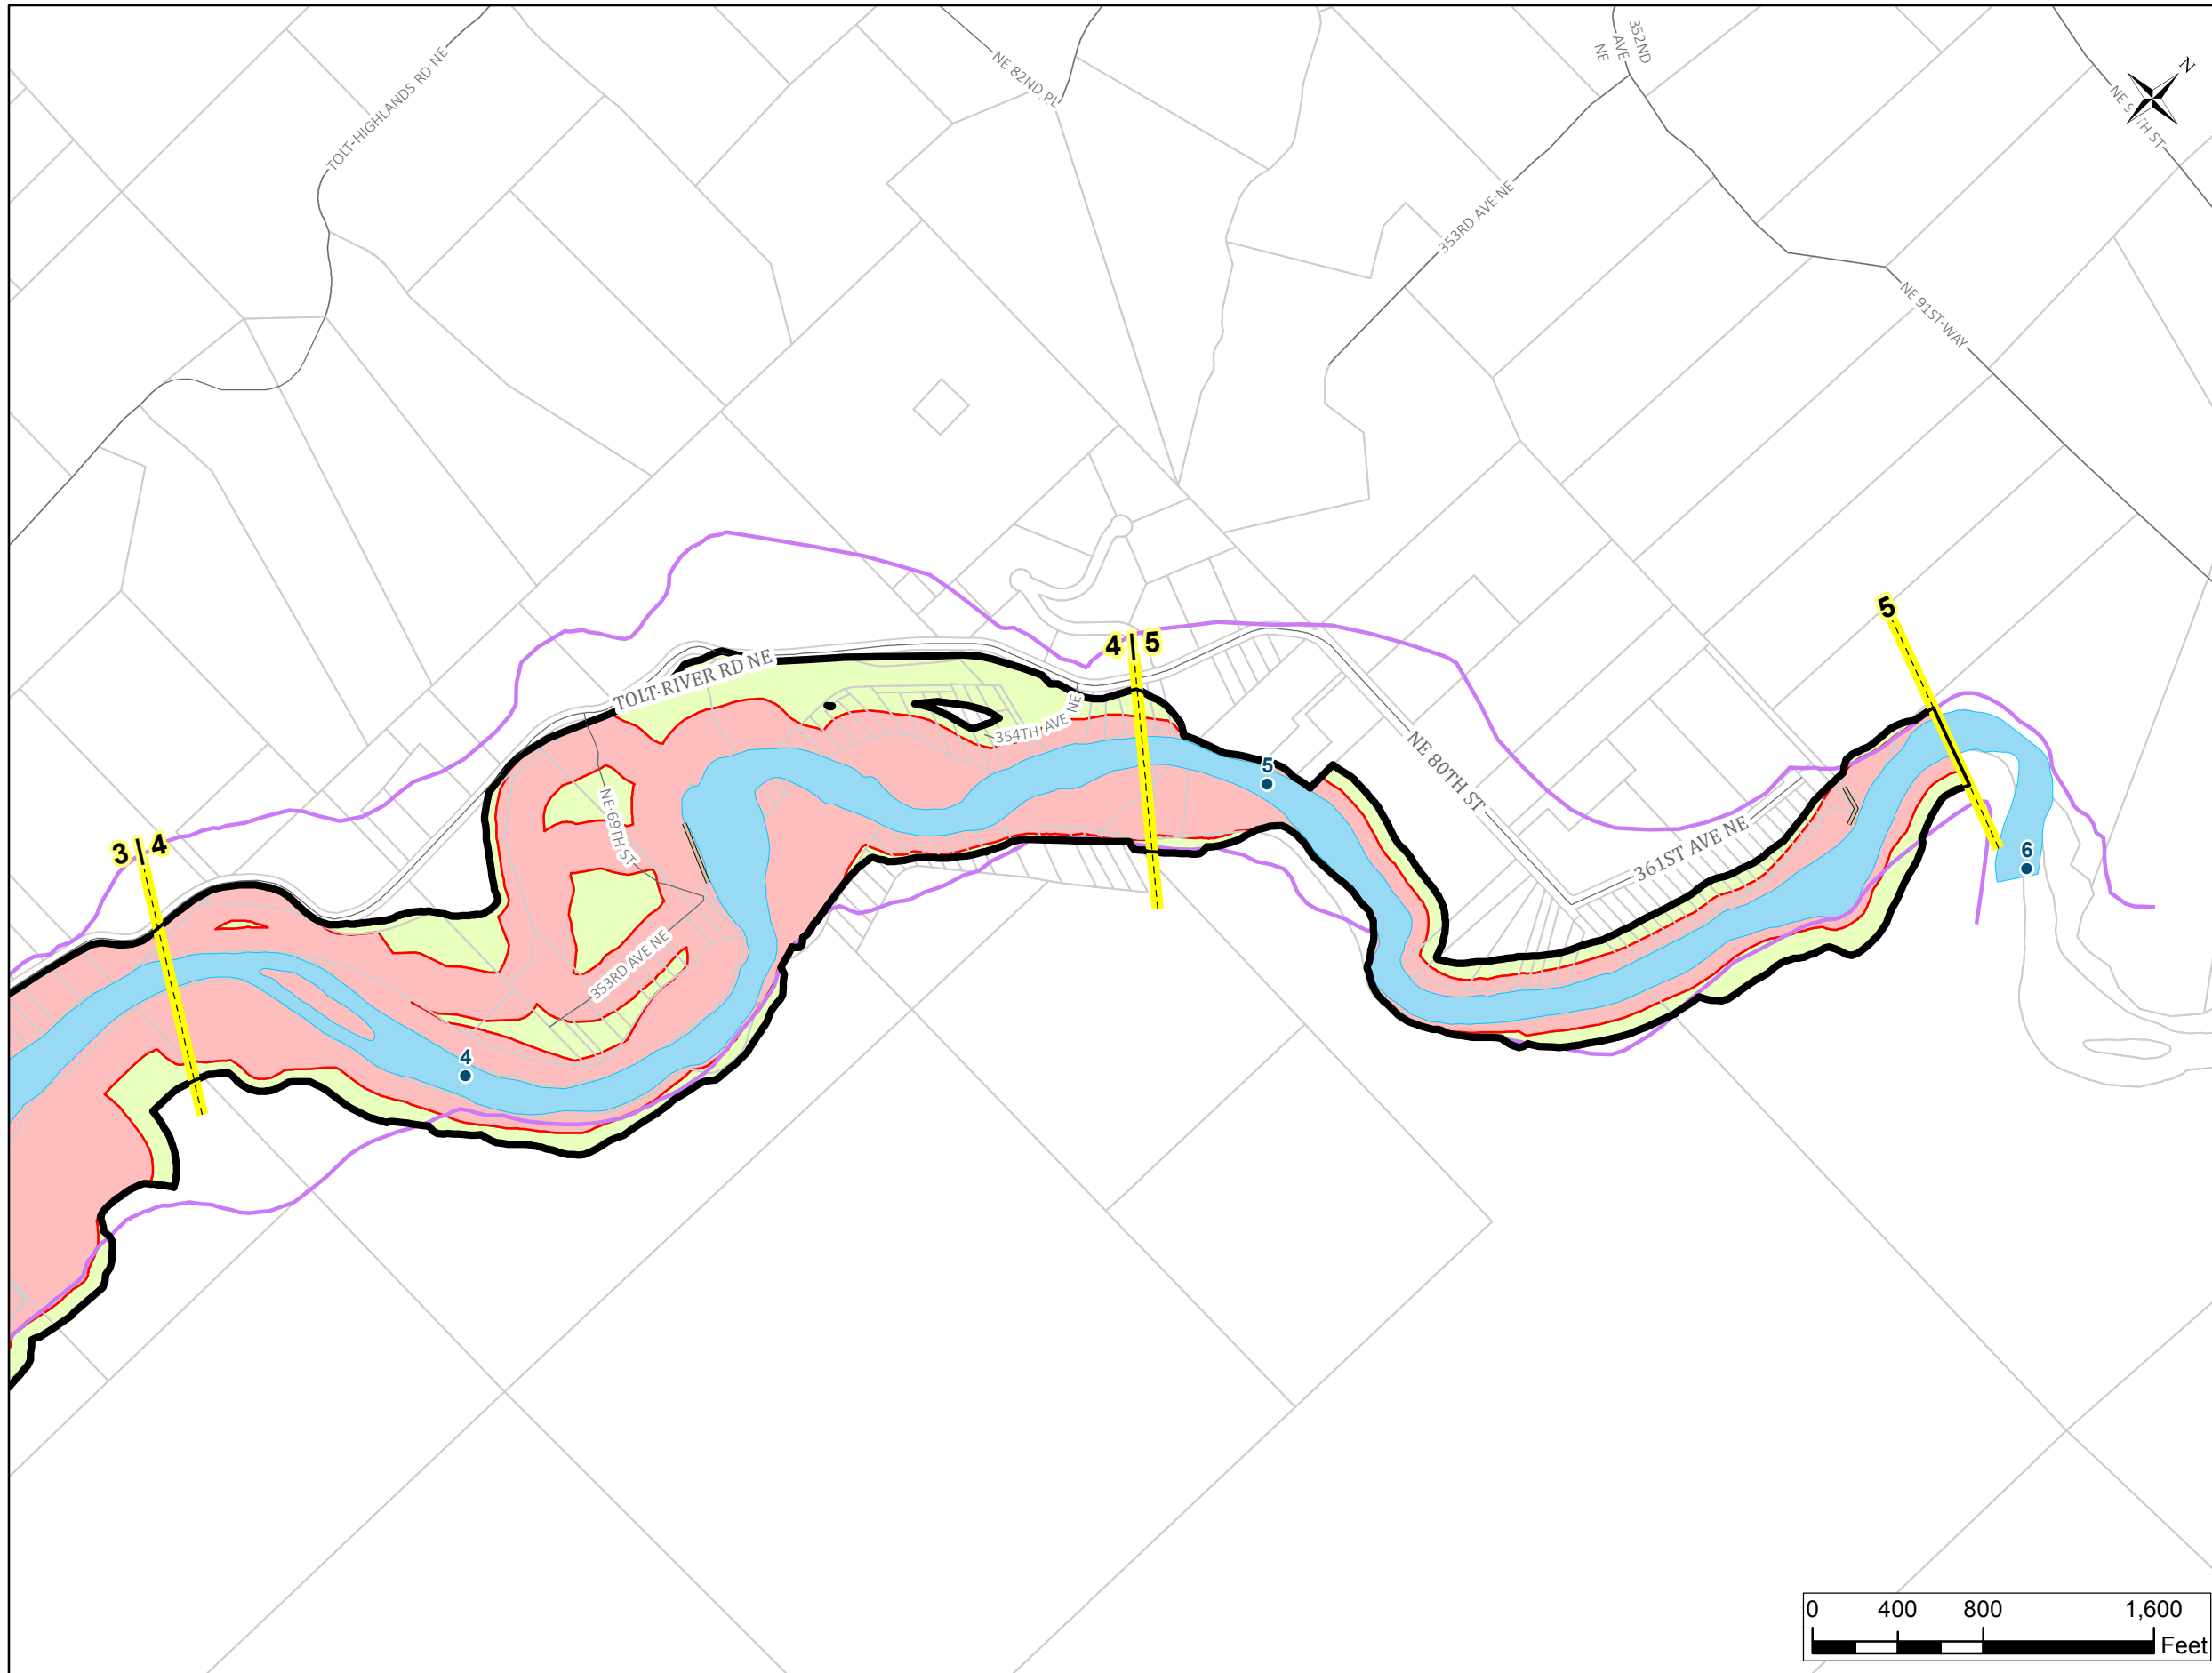 TOLT-HIGHLANDS RD NE
NE 82ND PL
352ND
AVE
NE
N
353RD AVE NE
NE 91ST WAY
5
4 5
TOLT RIVER RD NE
354TH AVE NE
5
NE 80TH ST
NE 69TH ST
361ST AVE NE
3 4
6
353RD AVE NE
4
0 400 800 1,600
Feet